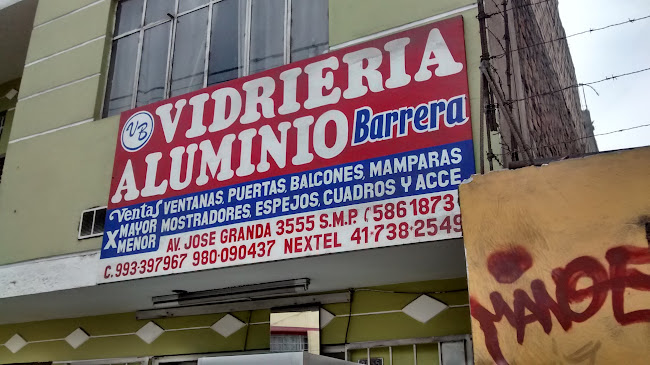 VB VIDRIERIA
ALUMINIO Barrera
Ventas X MAYOR MENOR
VENTANAS, PUERTAS, BALCONES, MAMPARAS
MOSTRADORES, ESPEJOS, CUADROS Y ACCE.
AV. JOSE GRANDA 3555 S.M.P. (5861873
C. 993-397967 980-090437 NEXTEL 41*738*2549